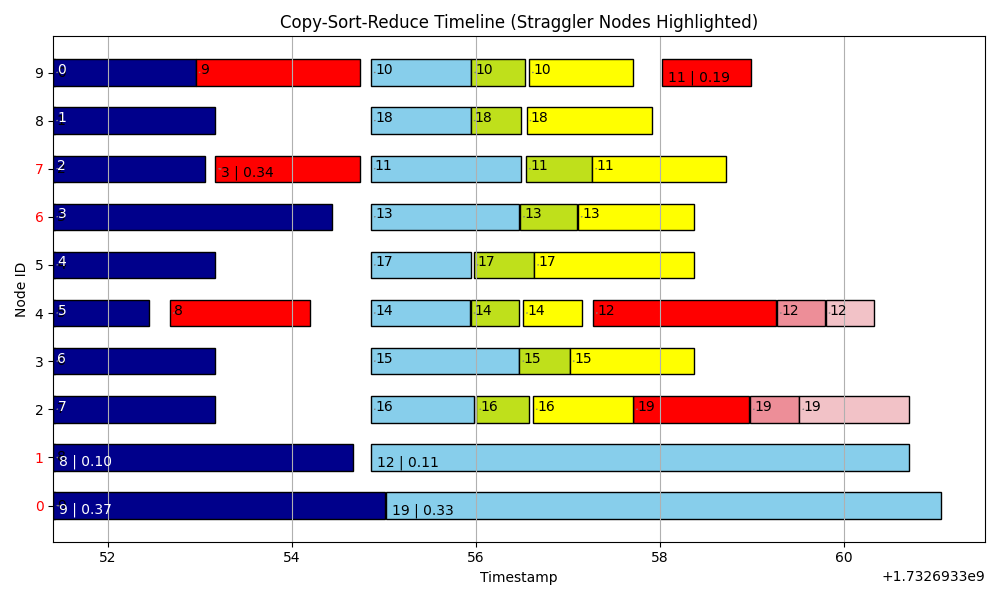 Copy-Sort-Reduce Timeline (Straggler Nodes Highlighted)
Node ID
9 0 9 10 10 10 11 | 0.19
8 1 18 18 18
7 2 3 | 0.34 11 11 11
6 3 13 13 13
5 4 17 17 17
4 5 8 14 14 14 12 12 12
3 6 15 15 15
2 7 16 16 16 19 19 19
1 8 | 0.10 12 | 0.11
0 9 | 0.37 19 | 0.33
52 54 56 58 60
Timestamp
+1.7326933e9